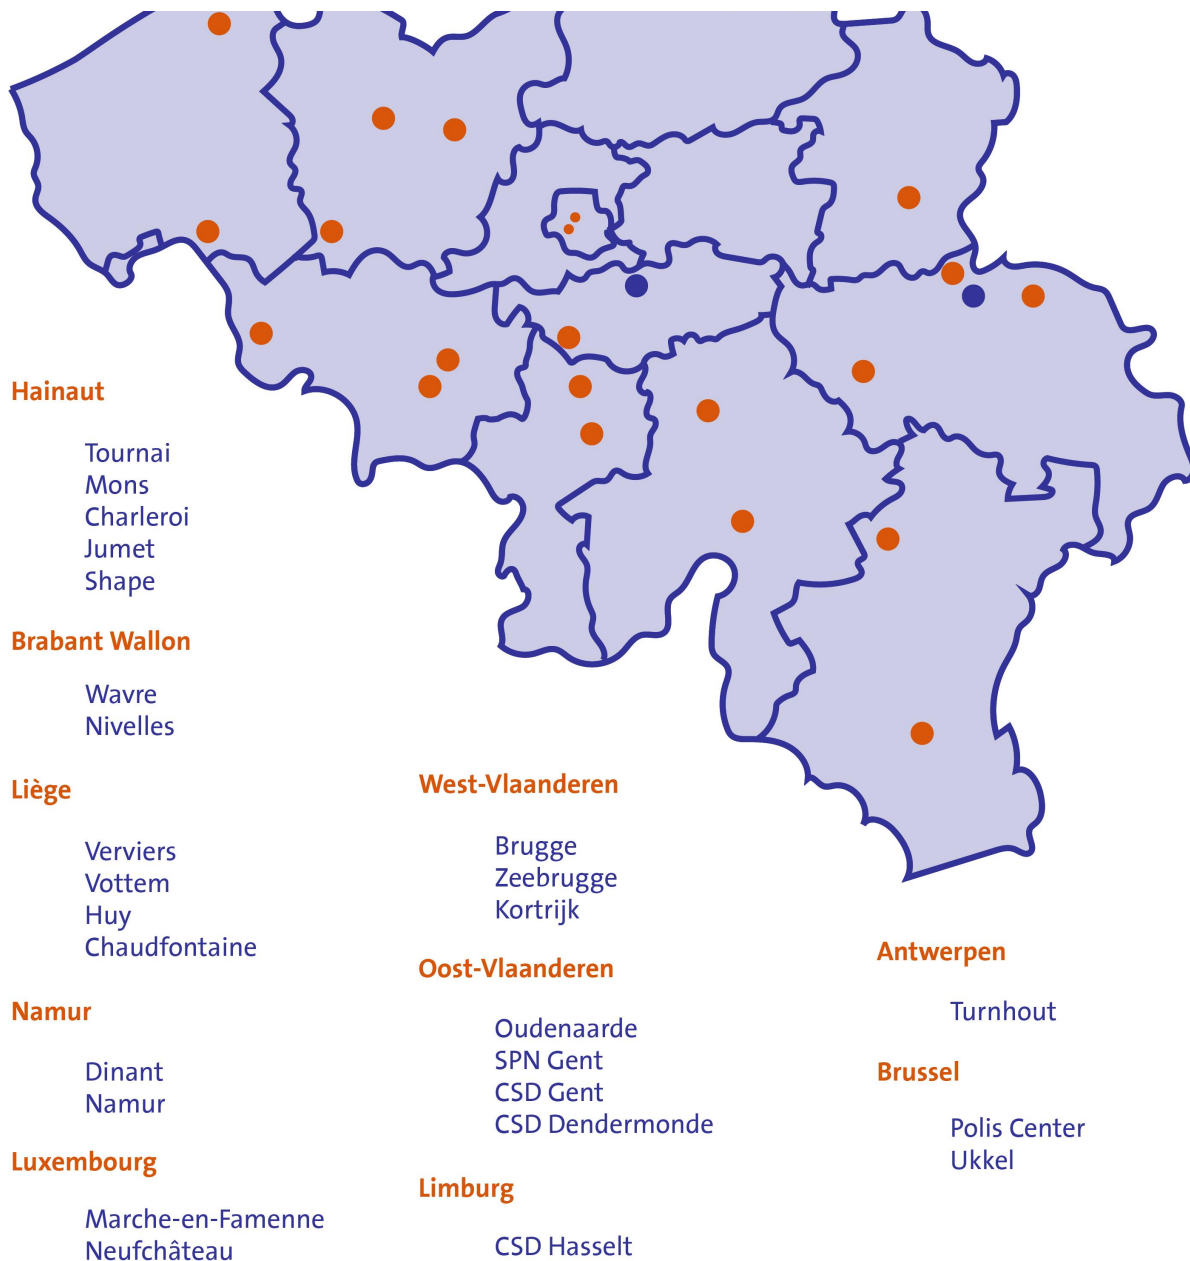 Hainaut
Tournai
Mons
Charleroi
Jumet
Shape
Brabant Wallon
Wavre
Nivelles
Liège
Verviers
Vottem
Huy
Chaudfontaine
Namur
Dinant
Namur
Luxembourg
Marche-en-Famenne
Neufchâteau
West-Vlaanderen
Brugge
Zeebrugge
Kortrijk
Oost-Vlaanderen
Oudenaarde
SPN Gent
CSD Gent
CSD Dendermonde
Limburg
CSD Hasselt
Antwerpen
Turnhout
Brussel
Polis Center
Ukkel